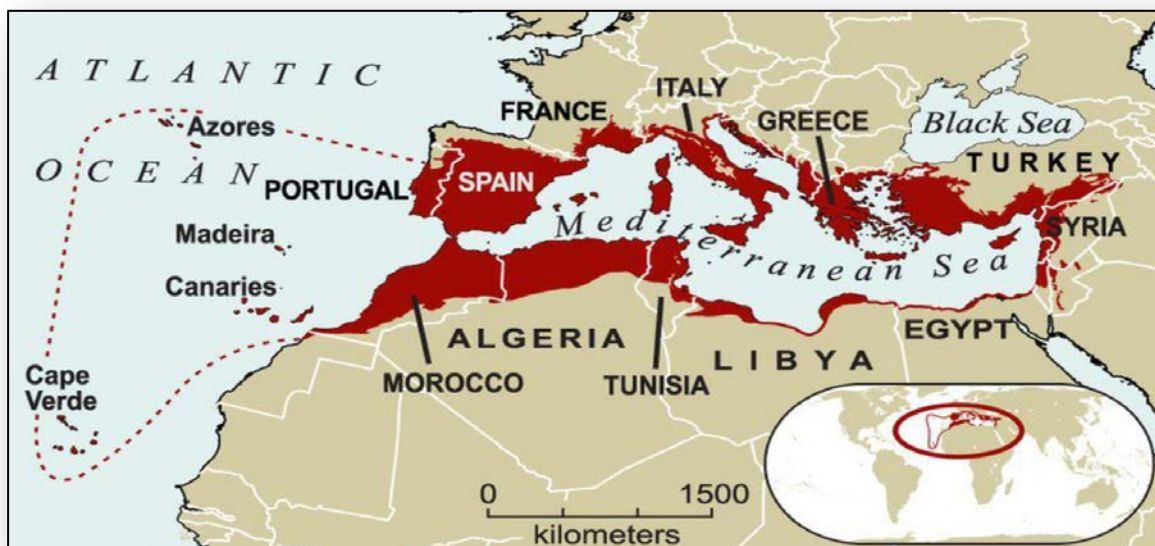 ATLANTIC
OCEAN
Azores
PORTUGAL
SPAIN
FRANCE
ITALY
GREECE
Black Sea
TURKEY
SYRIA
Mediterranean Sea
Madeira
Canaries
Cape
Verde
MOROCCO
ALGERIA
TUNISIA
LIBYA
EGYPT
0 1500
kilometers